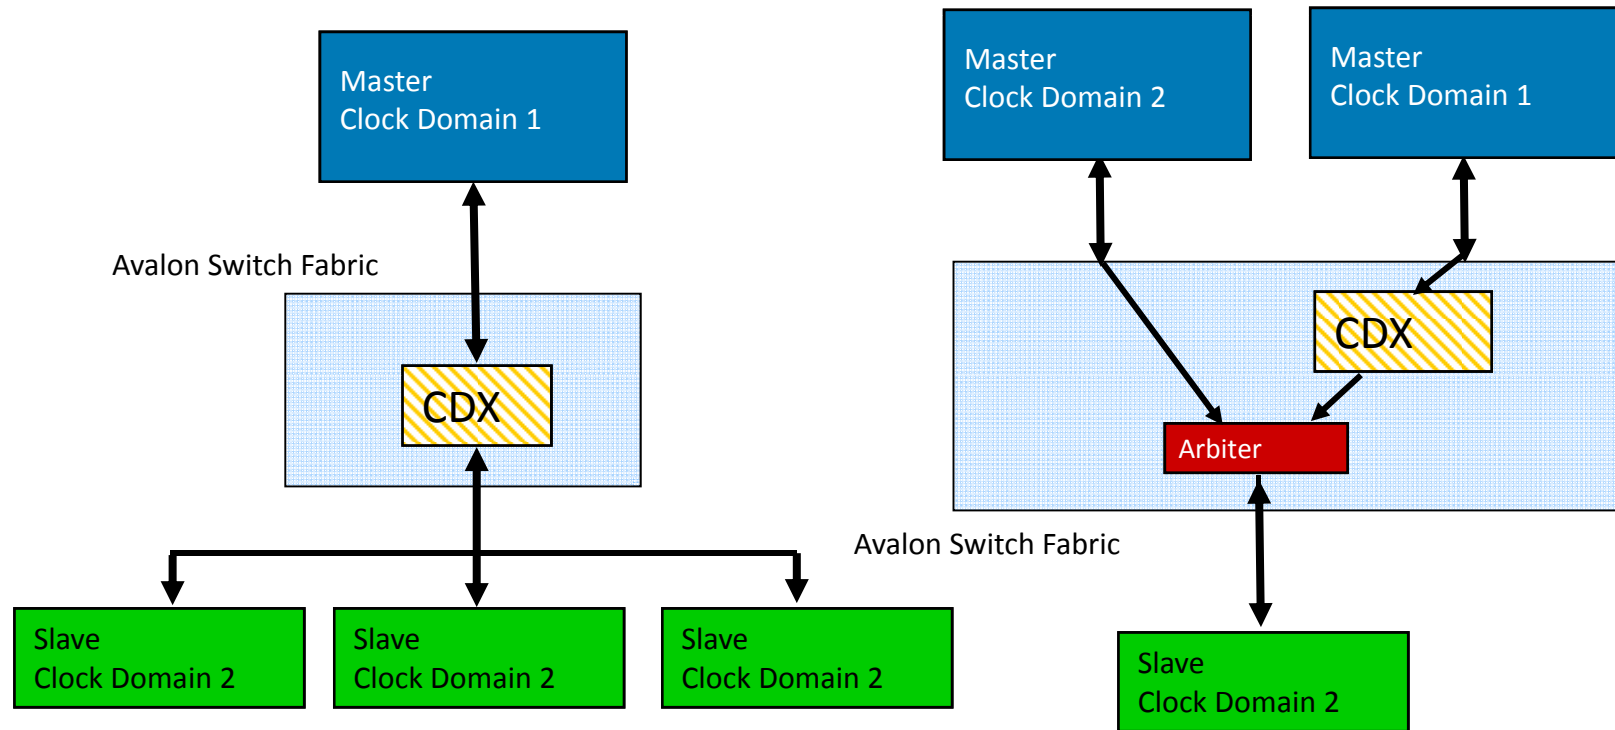 Master
Clock Domain 1
Avalon Switch Fabric
CDX
Slave
Clock Domain 2
Slave
Clock Domain 2
Slave
Clock Domain 2
Master
Clock Domain 2
Master
Clock Domain 1
CDX
Arbiter
Avalon Switch Fabric
Slave
Clock Domain 2